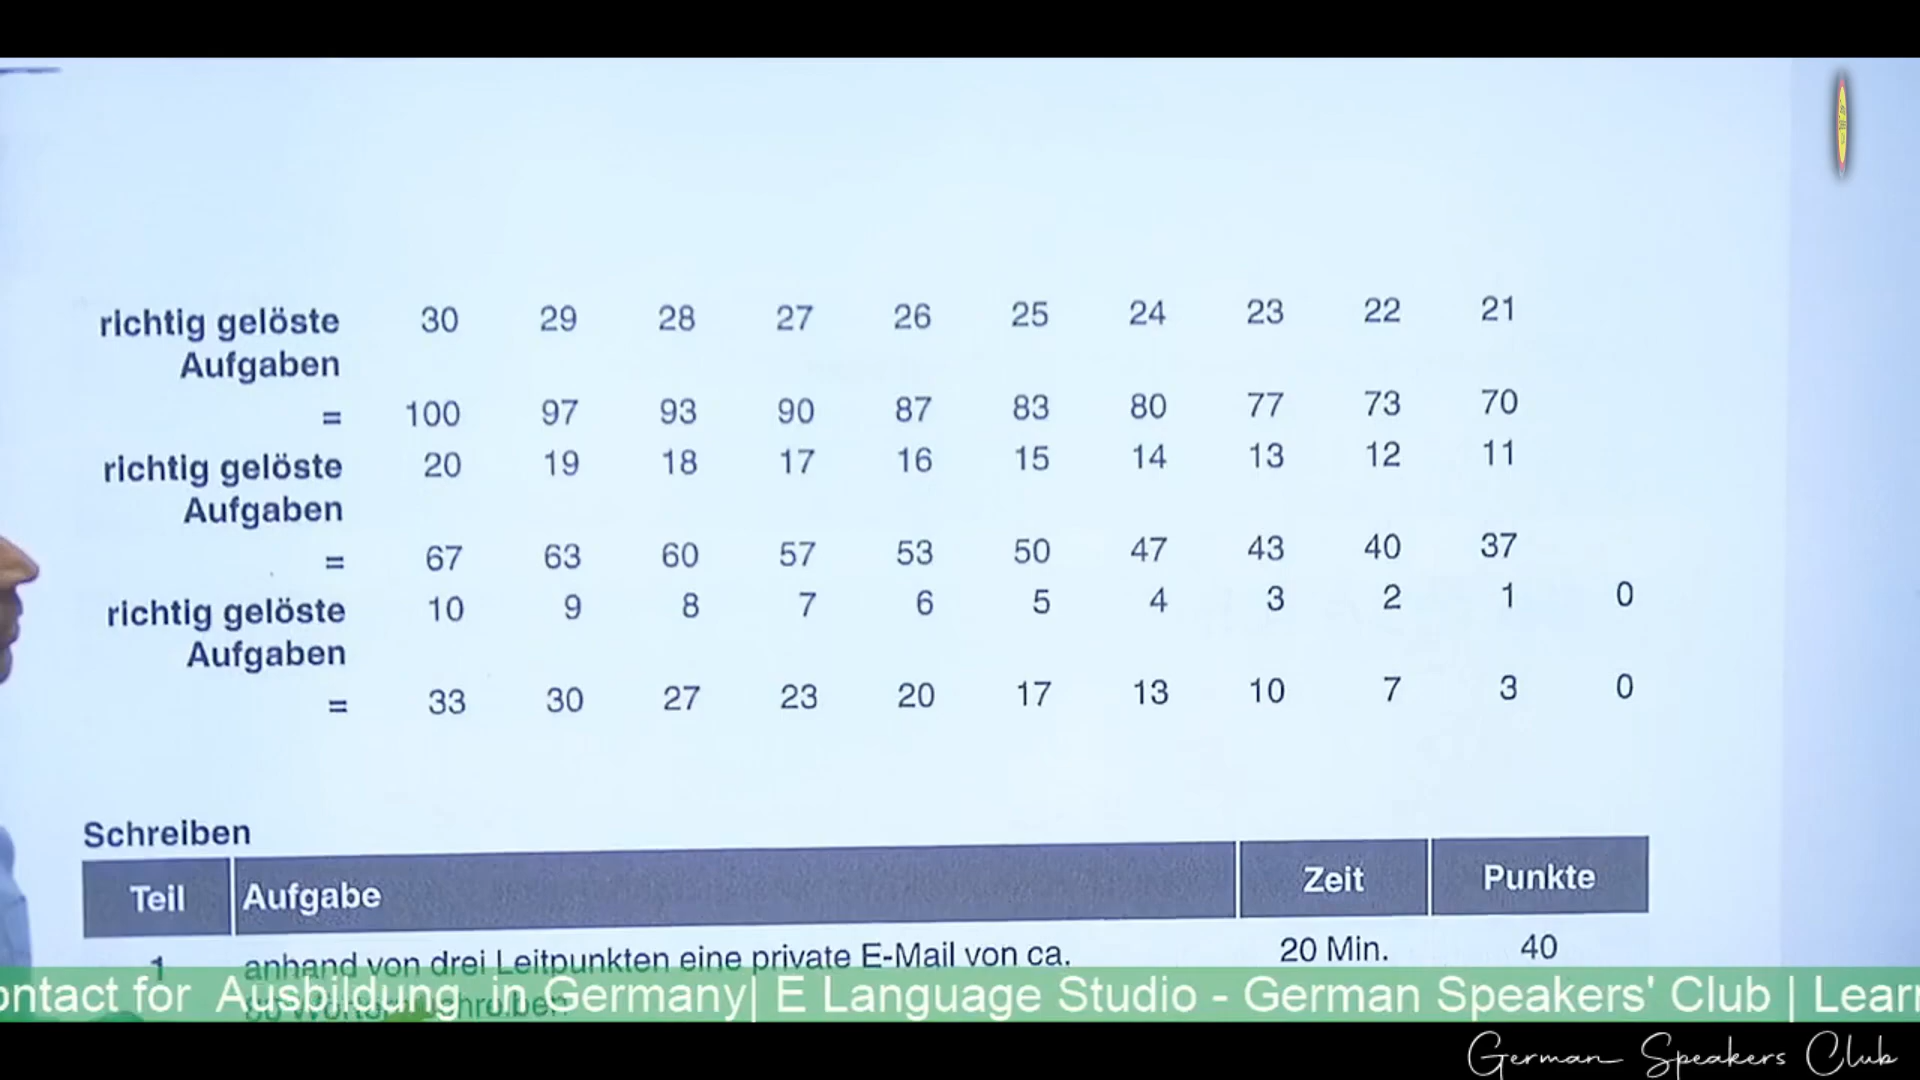 richtig gelöste 30 29 28 27 26 25 24 23 22 21
Aufgaben
= 100 97 93 90 87 83 80 77 73 70
richtig gelöste 20 19 18 17 16 15 14 13 12 11
Aufgaben
= 67 63 60 57 53 50 47 43 40 37
richtig gelöste 10 9 8 7 6 5 4 3 2 1 0
Aufgaben
= 33 30 27 23 20 17 13 10 7 3 0
Schreiben
Teil Aufgabe Zeit Punkte
1 anhand von drei Leitpunkten eine private E-Mail von ca. 20 Min. 40
for Ausbildung in Germany| E Language Studio - German Speakers' Club |
German Speakers Club